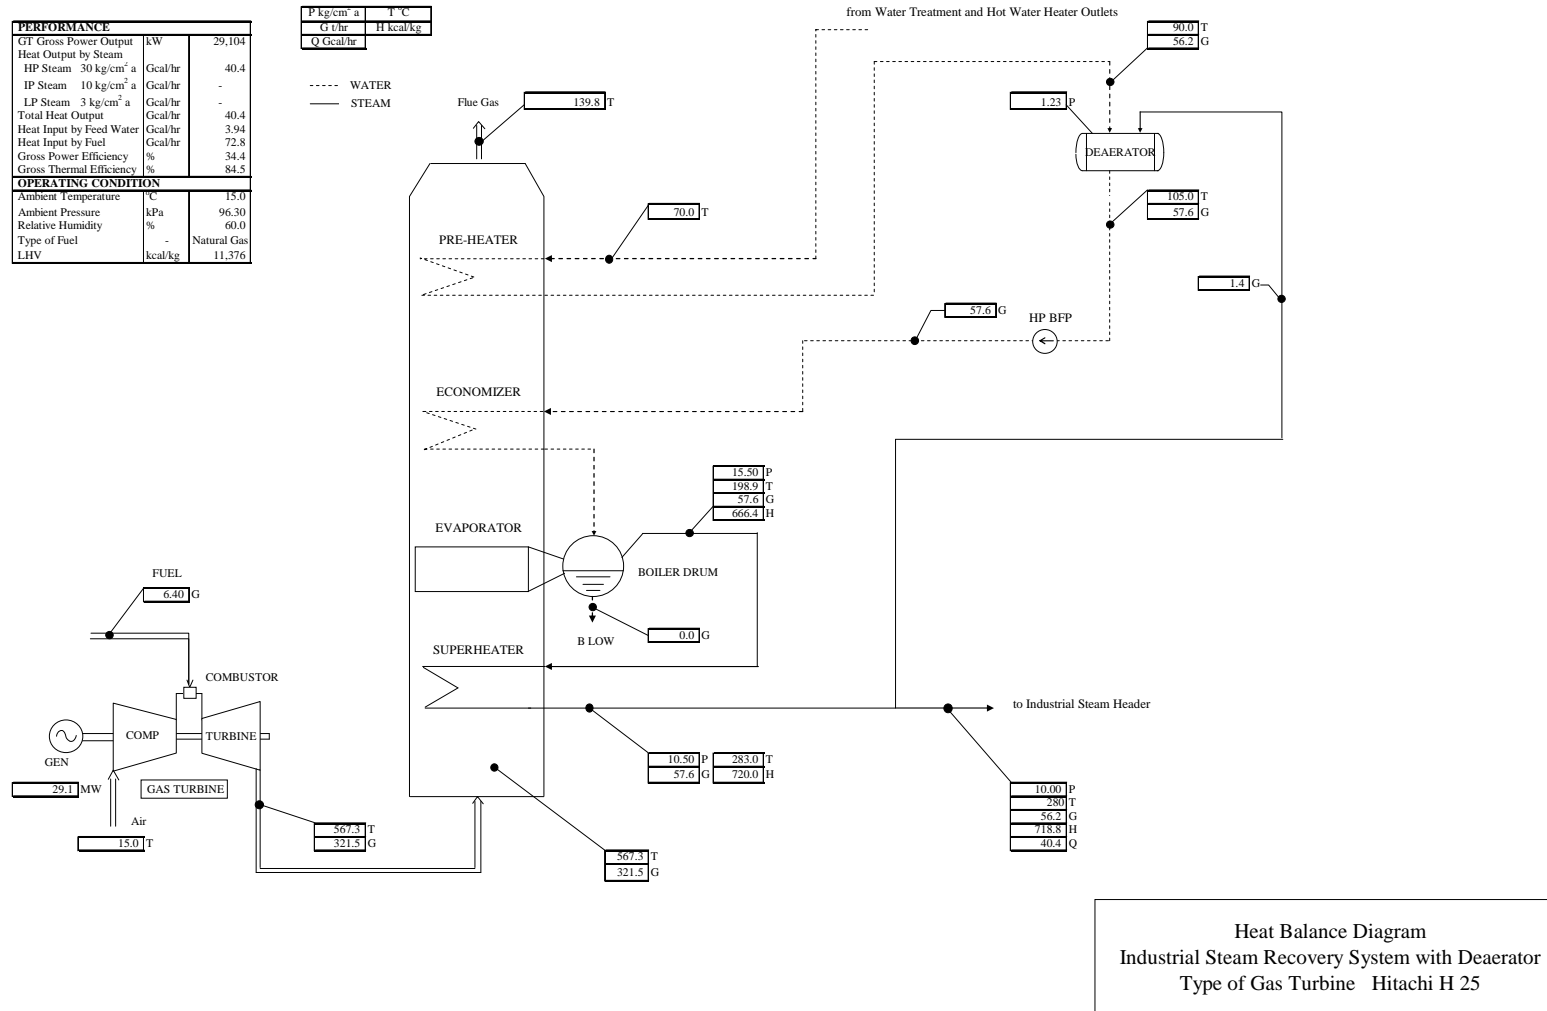 PERFORMANCE
GT Gross Power Output kW 29,104
Heat Output by Steam
HP Steam 30 kg/cm² a Gcal/hr 40.4
IP Steam 10 kg/cm² a Gcal/hr -
LP Steam 3 kg/cm² a Gcal/hr -
Total Heat Output Gcal/hr 40.4
Heat Input by Feed Water Gcal/hr 3.94
Heat Input by Fuel Gcal/hr 72.8
Gross Power Efficiency % 34.4
Gross Thermal Efficiency % 84.5
OPERATING CONDITION
Ambient Temperature °C 15.0
Ambient Pressure kPa 96.30
Relative Humidity % 60.0
Type of Fuel - Natural Gas
LHV kcal/kg 11,376
P kg/cm² a T °C
G t/hr H kcal/kg
Q Gcal/hr
WATER
STEAM
from Water Treatment and Hot Water Heater Outlets
90.0 T
56.2 G
Flue Gas
139.8 T
1.23 P
DEAERATOR
105.0 T
57.6 G
70.0 T
PRE-HEATER
1.4 G
57.6 G
HP BFP
ECONOMIZER
15.50 P
198.9 T
57.6 G
666.4 H
EVAPORATOR
BOILER DRUM
B LOW
0.0 G
SUPERHEATER
FUEL
6.40 G
COMBUSTOR
COMP
TURBINE
GEN
29.1 MW
GAS TURBINE
Air
15.0 T
567.3 T
321.5 G
to Industrial Steam Header
10.50 P 283.0 T
57.6 G 720.0 H
10.00 P
280 T
56.2 G
718.8 H
40.4 Q
567.3 T
321.5 G
Heat Balance Diagram
Industrial Steam Recovery System with Deaerator
Type of Gas Turbine Hitachi H 25